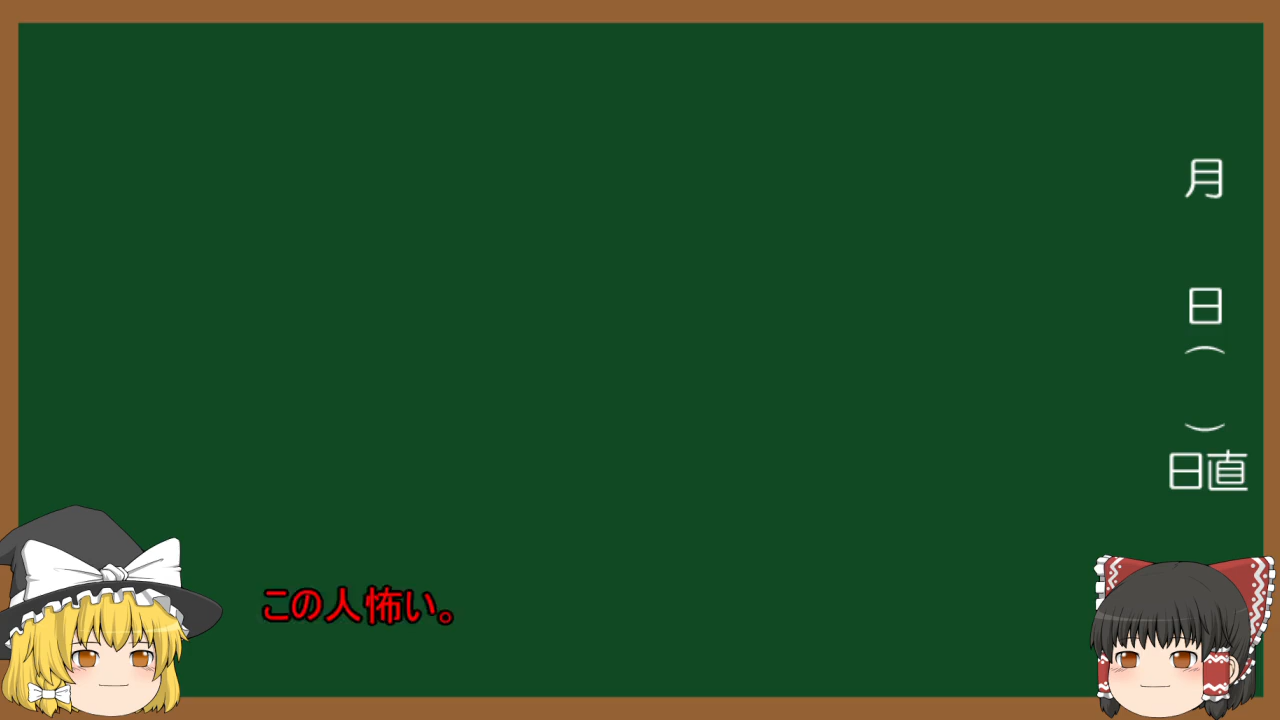 月
日
（
）
日直
この人怖い。